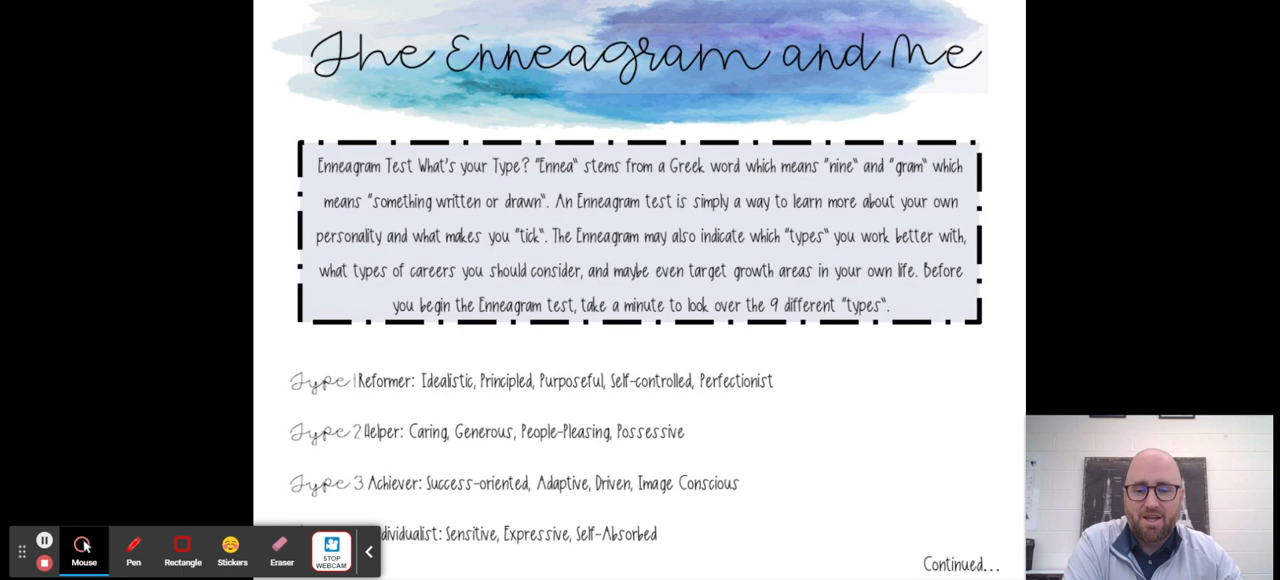 The Enneagram and Me
Enneagram Test What's your Type? "Ennea" stems from a Greek word which means "nine" and "gram" which
means "something written or drawn". An Enneagram test is simply a way to learn more about your own
personality and what makes you "tick". The Enneagram may also indicate which "types" you work better with,
what types of careers you should consider, and maybe even target growth areas in your own life. Before
you begin the Enneagram test, take a minute to look over the 9 different "types".
Type 1 Reformer: Idealistic, Principled, Purposeful, Self-controlled, Perfectionist
Type 2 Helper: Caring, Generous, People-Pleasing, Possessive
Type 3 Achiever: Success-oriented, Adaptive, Driven, Image Conscious
dividualist: Sensitive, Expressive, Self-Absorbed
Continued...
Mouse Pen Rectangle Stickers Eraser STOP
WEBCAM